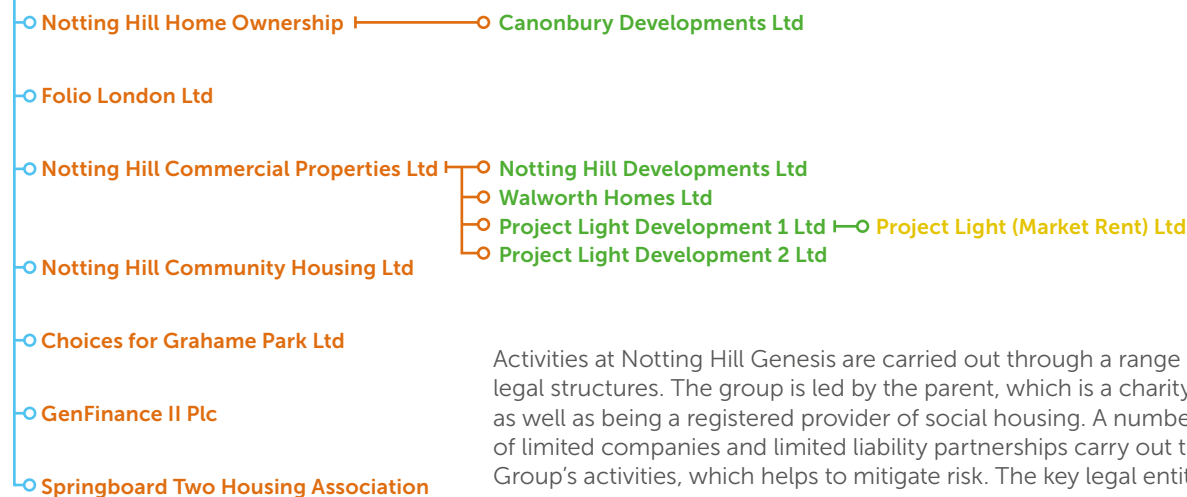 Notting Hill Home Ownership
Canonbury Developments Ltd
Folio London Ltd
Notting Hill Commercial Properties Ltd
Notting Hill Developments Ltd
Walworth Homes Ltd
Project Light Development 1 Ltd
Project Light (Market Rent) Ltd
Project Light Development 2 Ltd
Notting Hill Community Housing Ltd
Choices for Grahame Park Ltd
GenFinance II Plc
Springboard Two Housing Association
Activities at Notting Hill Genesis are carried out through a range
legal structures. The group is led by the parent, which is a charity
as well as being a registered provider of social housing. A number
of limited companies and limited liability partnerships carry out t
Group's activities, which helps to mitigate risk. The key legal entit